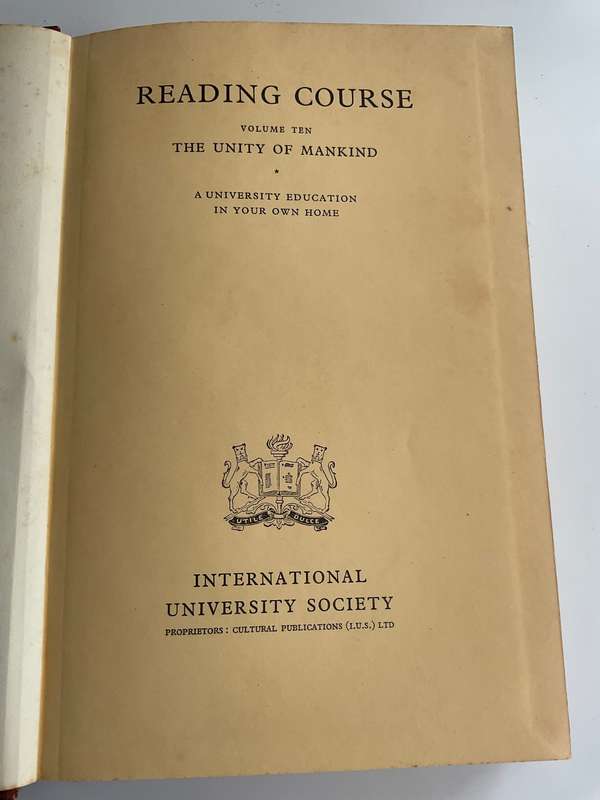 READING COURSE
VOLUME TEN
THE UNITY OF MANKIND
*
A UNIVERSITY EDUCATION
IN YOUR OWN HOME
UTILE DULCE
INTERNATIONAL
UNIVERSITY SOCIETY
PROPRIETORS: CULTURAL PUBLICATIONS (I.U.S.) LTD